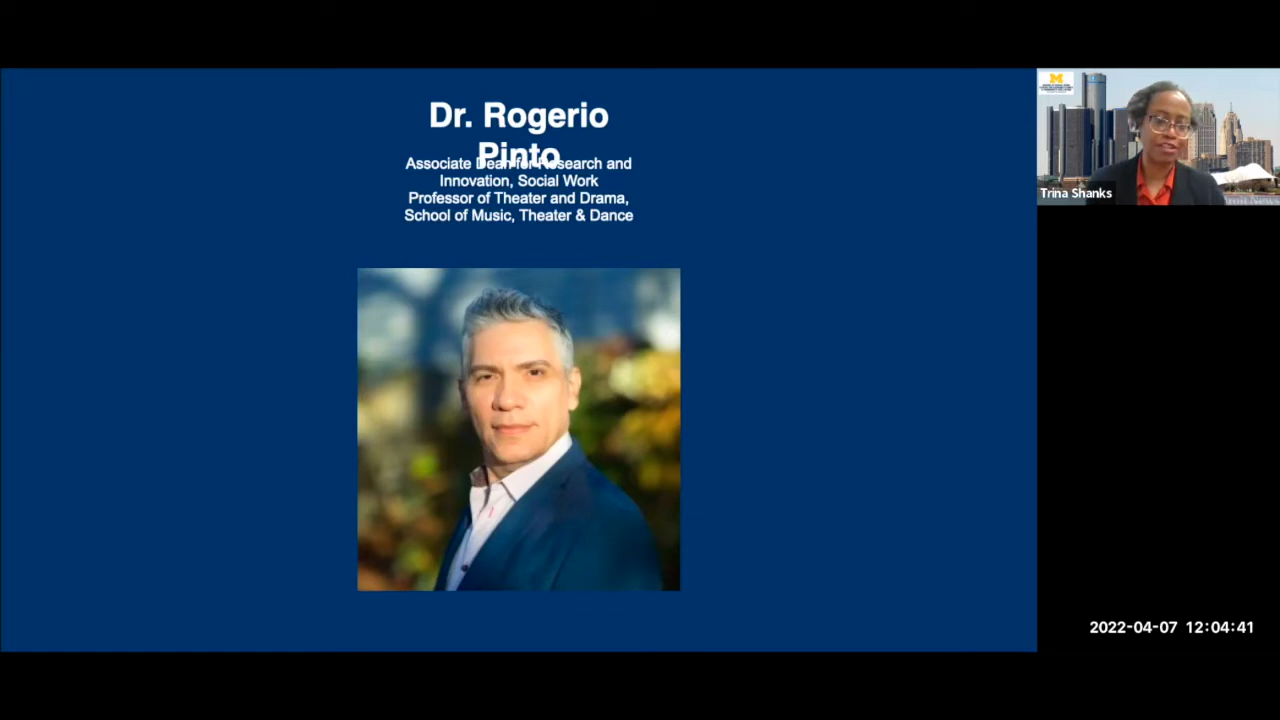 Dr. Rogerio
Pinto
Associate Dean for Research and
Innovation, Social Work
Professor of Theater and Drama,
School of Music, Theater & Dance
M
Trina Shanks
2022-04-07 12:04:41